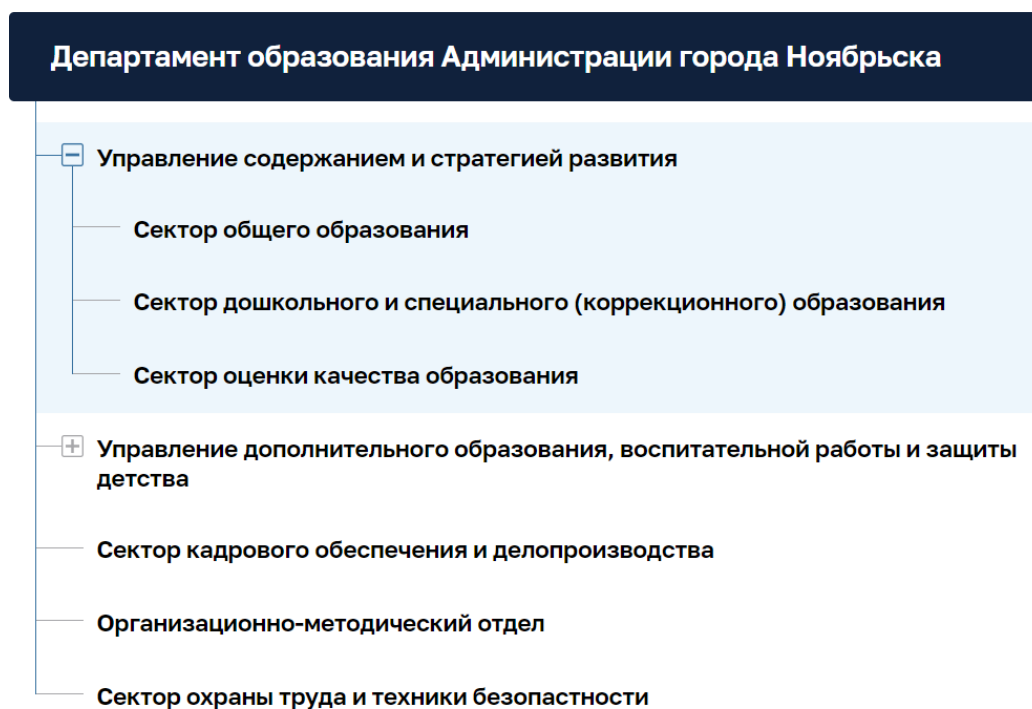 Департамент образования Администрации города Ноябрьска
Управление содержанием и стратегией развития
Сектор общего образования
Сектор дошкольного и специального (коррекционного) образования
Сектор оценки качества образования
Управление дополнительного образования, воспитательной работы и защиты
детства
Сектор кадрового обеспечения и делопроизводства
Организационно-методический отдел
Сектор охраны труда и техники безопастности